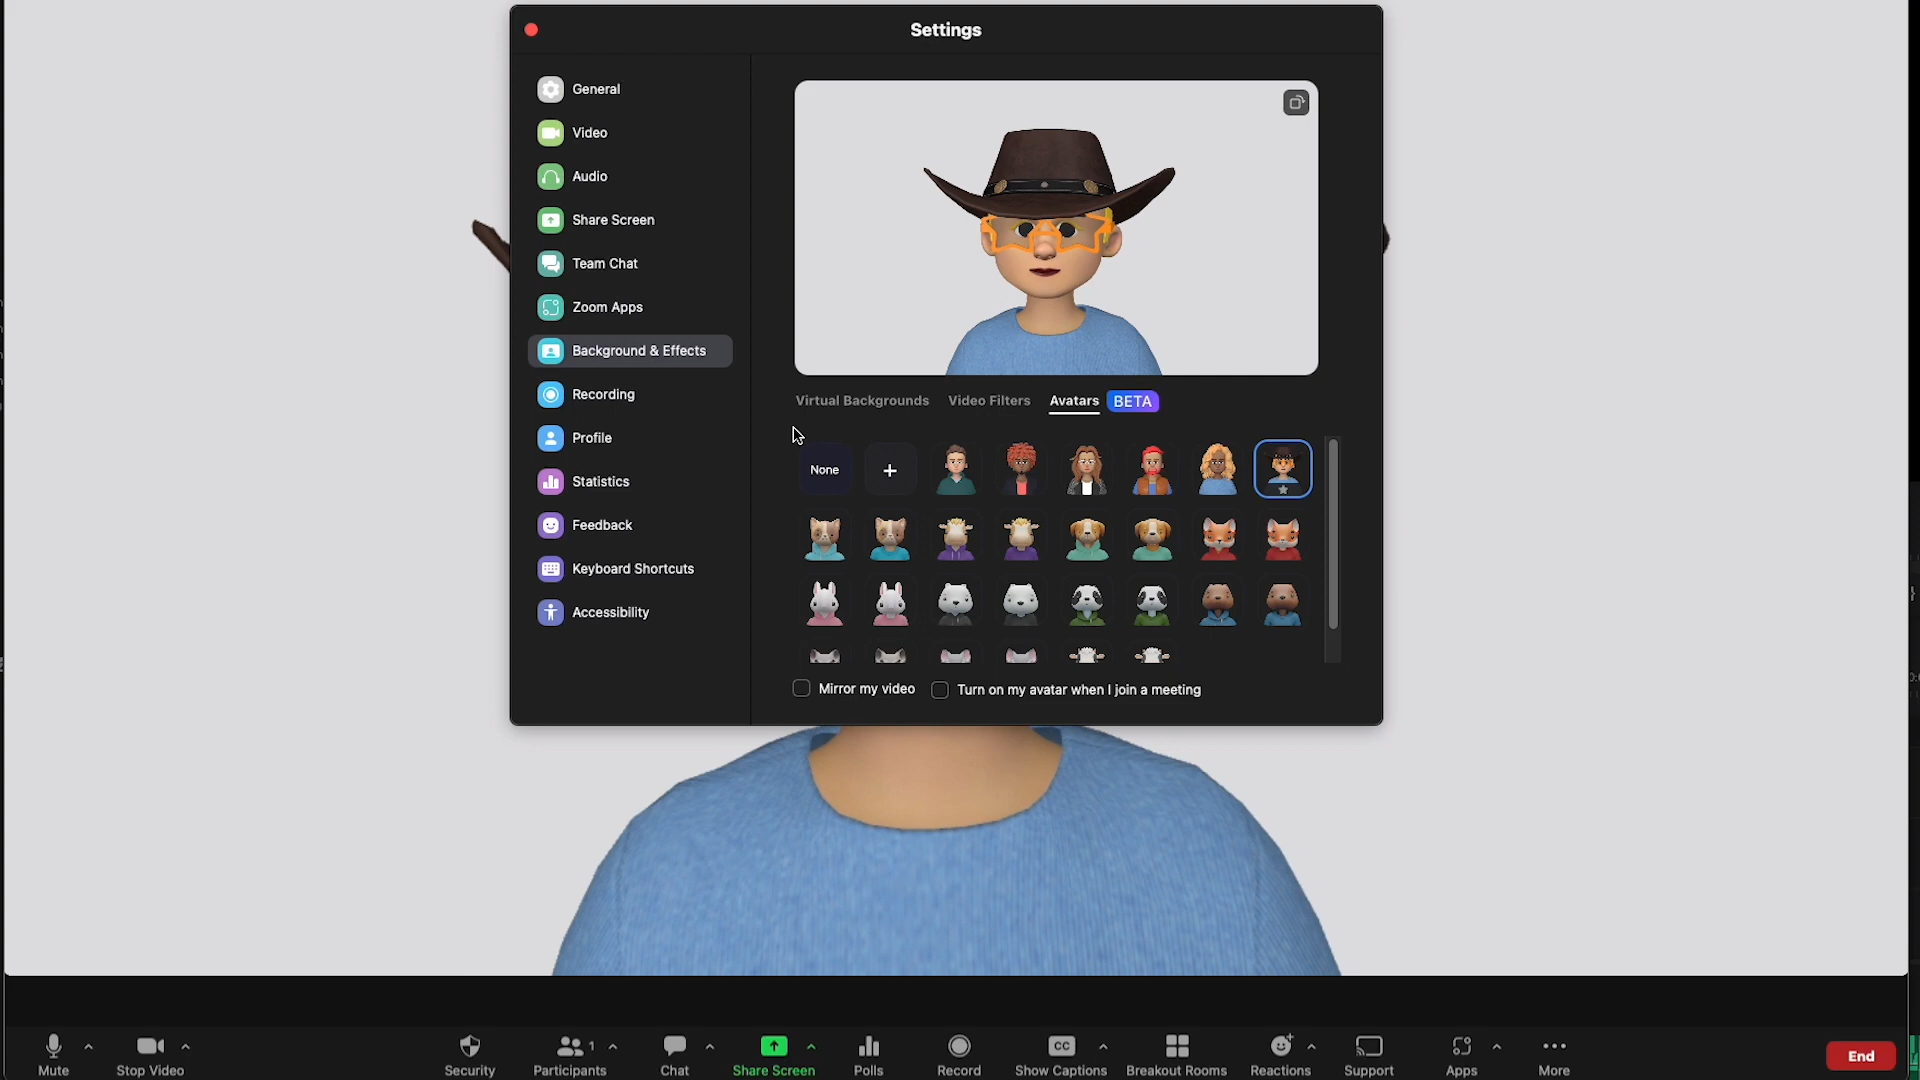 Settings
General
Video
Audio
Share Screen
Team Chat
Zoom Apps
Background & Effects
Recording
Profile
Statistics
Feedback
Keyboard Shortcuts
Accessibility
Virtual Backgrounds Video Filters Avatars BETA
None
Mirror my video Turn on my avatar when I join a meeting
Mute
Stop Video
Security
1
Participants
Chat
Share Screen
Polls
Record
CC
Show Captions
Breakout Rooms
Reactions
Support
Apps
More
End